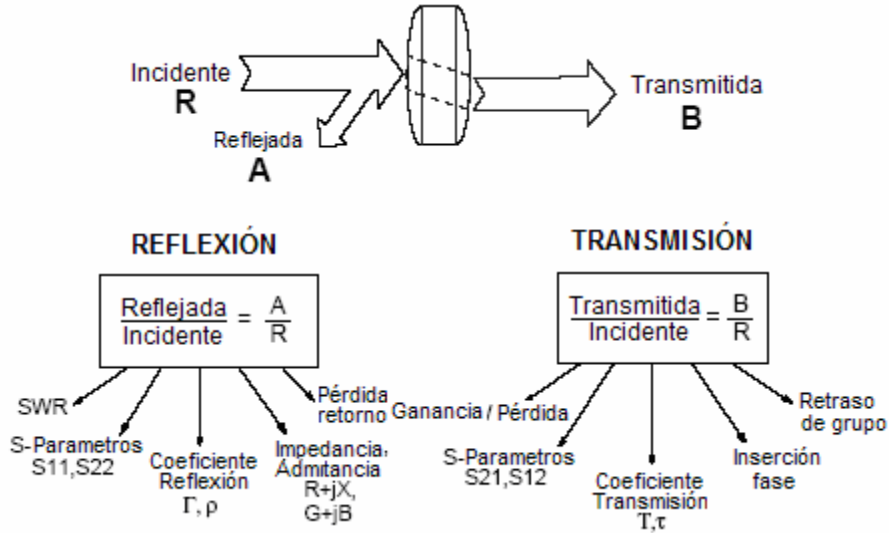 Incidente
R
Transmitida
B
Reflejada
A
REFLEXIÓN
TRANSMISIÓN
Reflejada
Incidente
=
A
R
Transmitida
Incidente
=
B
R
SWR
S-Parametros
S11,S22
Coeficiente
Reflexión
Γ, ρ
Impedancia,
Admitancia
R+jX,
G+jB
Pérdida
retorno
Ganancia / Pérdida
S-Parametros
S21,S12
Coeficiente
Transmisión
T,τ
Inserción
fase
Retraso
de grupo